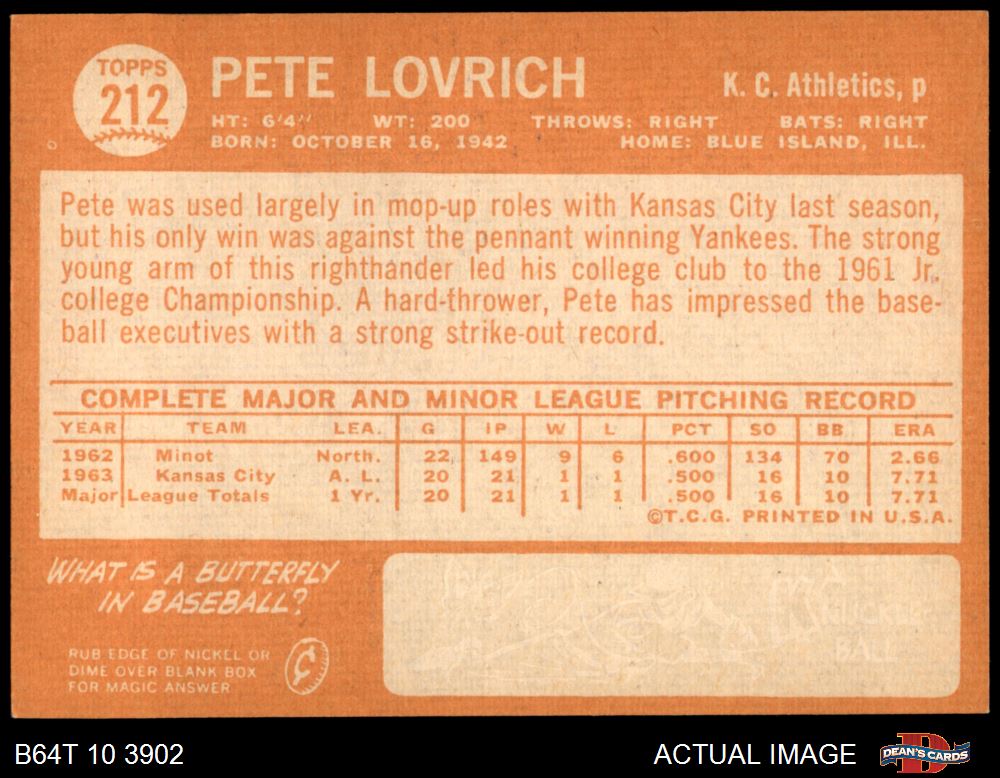 TOPPS
212
PETE LOVRICH
K. C. Athletics, p
HT: 6'4" WT: 200 THROWS: RIGHT BATS: RIGHT
BORN: OCTOBER 16, 1942 HOME: BLUE ISLAND, ILL.
Pete was used largely in mop-up roles with Kansas City last season,
but his only win was against the pennant winning Yankees. The strong
young arm of this righthander led his college club to the 1961 Jr.
college Championship. A hard-thrower, Pete has impressed the base-
ball executives with a strong strike-out record.
COMPLETE MAJOR AND MINOR LEAGUE PITCHING RECORD
YEAR TEAM LEA. G IP W L PCT SO BB ERA
1962 Minot North. 22 149 9 6 .600 134 70 2.66
1963 Kansas City A. L. 20 21 1 1 .500 16 10 7.71
Major League Totals 1 Yr. 20 21 1 1 .500 16 10 7.71
©T.C.G. PRINTED IN U.S.A.
WHAT IS A BUTTERFLY
IN BASEBALL?
RUB EDGE OF NICKEL OR
DIME OVER BLANK BOX
FOR MAGIC ANSWER
A
KNUCKLE
BALL
B64T 10 3902
ACTUAL IMAGE
DEAN'S CARDS